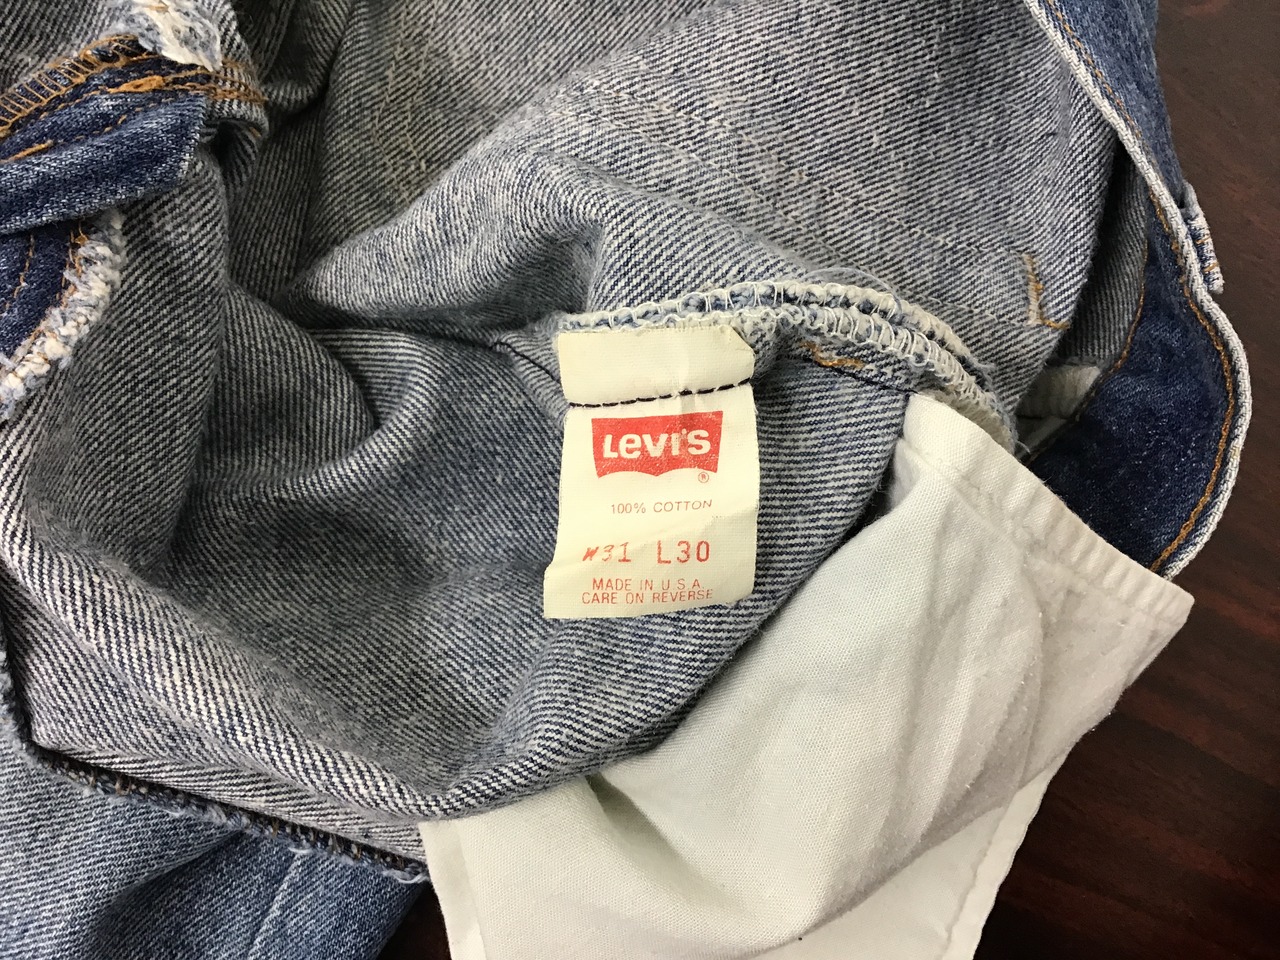 LEVI'S
®
100% COTTON
W31 L30
MADE IN U.S.A.
CARE ON REVERSE